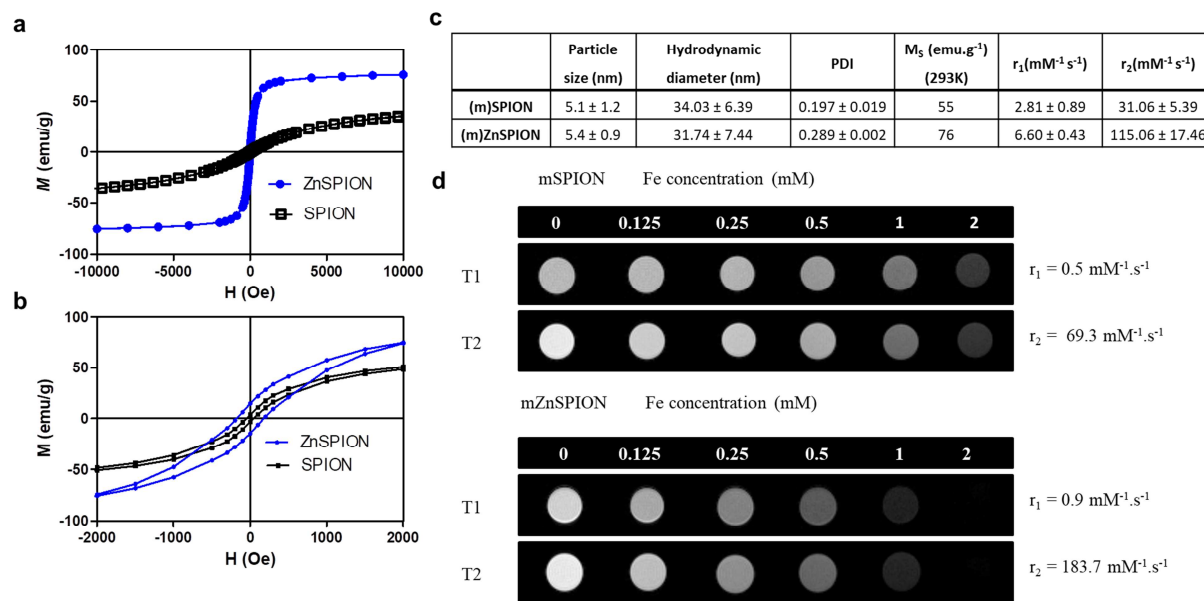 a
100
50
0
-50
-100
M (emu/g)
ZnSPION
SPION
-10000 -5000 0 5000 10000
H (Oe)
b
100
50
0
-50
-100
M (emu/g)
ZnSPION
SPION
-2000 -1000 0 1000 2000
H (Oe)
c
Particle size (nm) Hydrodynamic diameter (nm) PDI Mₛ (emu.g⁻¹) (293K) r₁(mM⁻¹ s⁻¹) r₂(mM⁻¹ s⁻¹)
(m)SPION 5.1 ± 1.2 34.03 ± 6.39 0.197 ± 0.019 55 2.81 ± 0.89 31.06 ± 5.39
(m)ZnSPION 5.4 ± 0.9 31.74 ± 7.44 0.289 ± 0.002 76 6.60 ± 0.43 115.06 ± 17.46
d
mSPION Fe concentration (mM)
0 0.125 0.25 0.5 1 2
T1 r₁ = 0.5 mM⁻¹.s⁻¹
T2 r₂ = 69.3 mM⁻¹.s⁻¹
mZnSPION Fe concentration (mM)
0 0.125 0.25 0.5 1 2
T1 r₁ = 0.9 mM⁻¹.s⁻¹
T2 r₂ = 183.7 mM⁻¹.s⁻¹